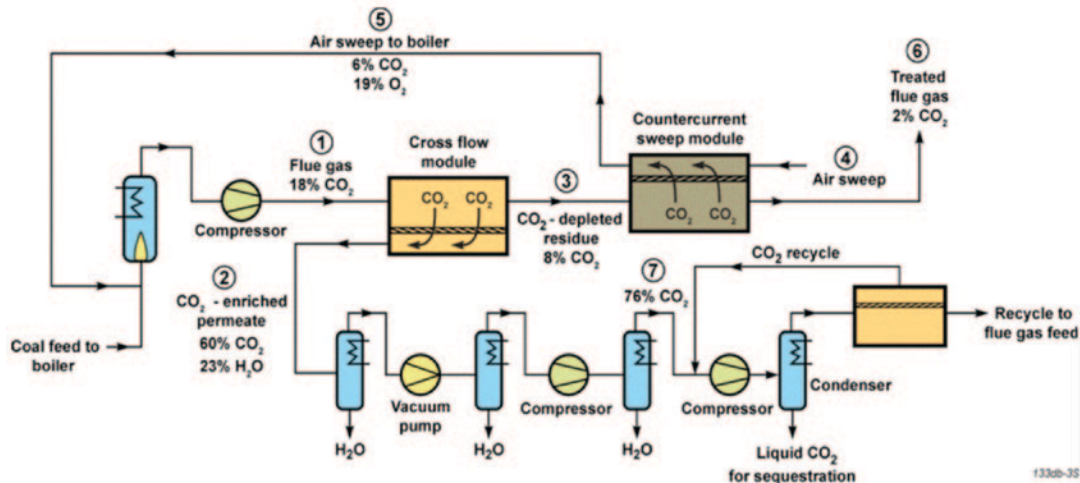 ⑤
Air sweep to boiler
6% CO₂
19% O₂
⑥
Treated
flue gas
2% CO₂
Countercurrent
sweep module
①
Flue gas
18% CO₂
Cross flow
module
CO₂ CO₂
③
CO₂ - depleted
residue
8% CO₂
CO₂ CO₂
④
Air sweep
Compressor
②
CO₂ - enriched
permeate
60% CO₂
23% H₂O
Coal feed to
boiler
⑦
76% CO₂
CO₂ recycle
Recycle to
flue gas feed
Vacuum
pump
Compressor
Compressor
Condenser
H₂O
H₂O
H₂O
Liquid CO₂
for sequestration
133db-3S